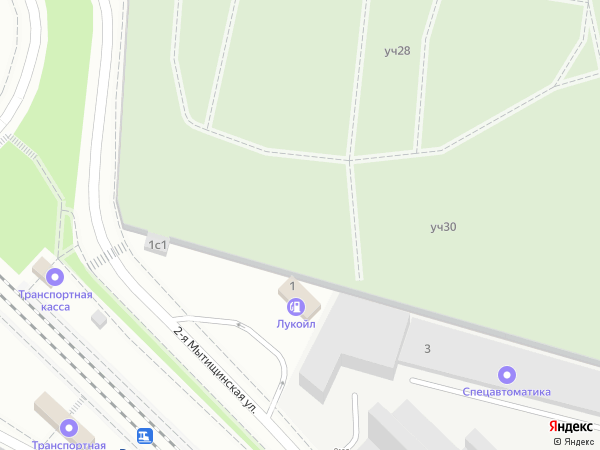 уч28
уч30
1с1
Транспортная
касса
1
Лукойл
2-я Мытищинская ул.
3
Спецавтоматика
Транспортная
Яндекс
© Яндекс